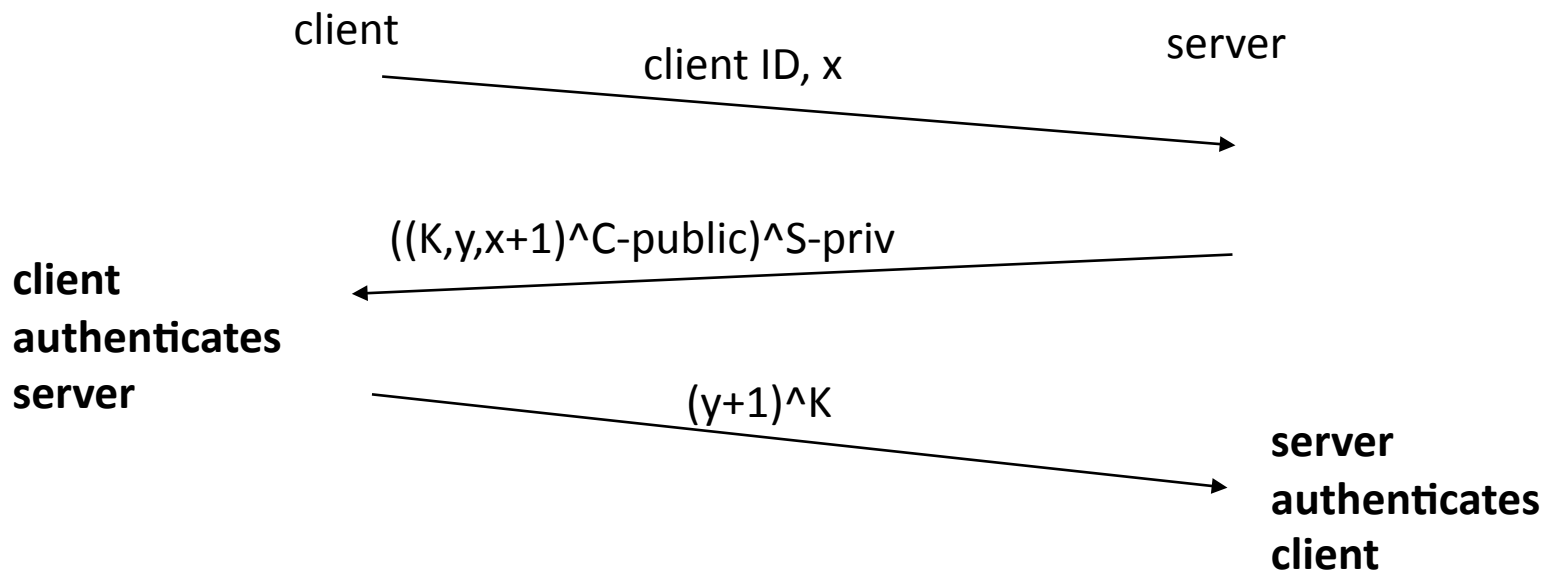 client
server
client ID, x
((K,y,x+1)^C-public)^S-priv
client
authenticates
server
(y+1)^K
server
authenticates
client